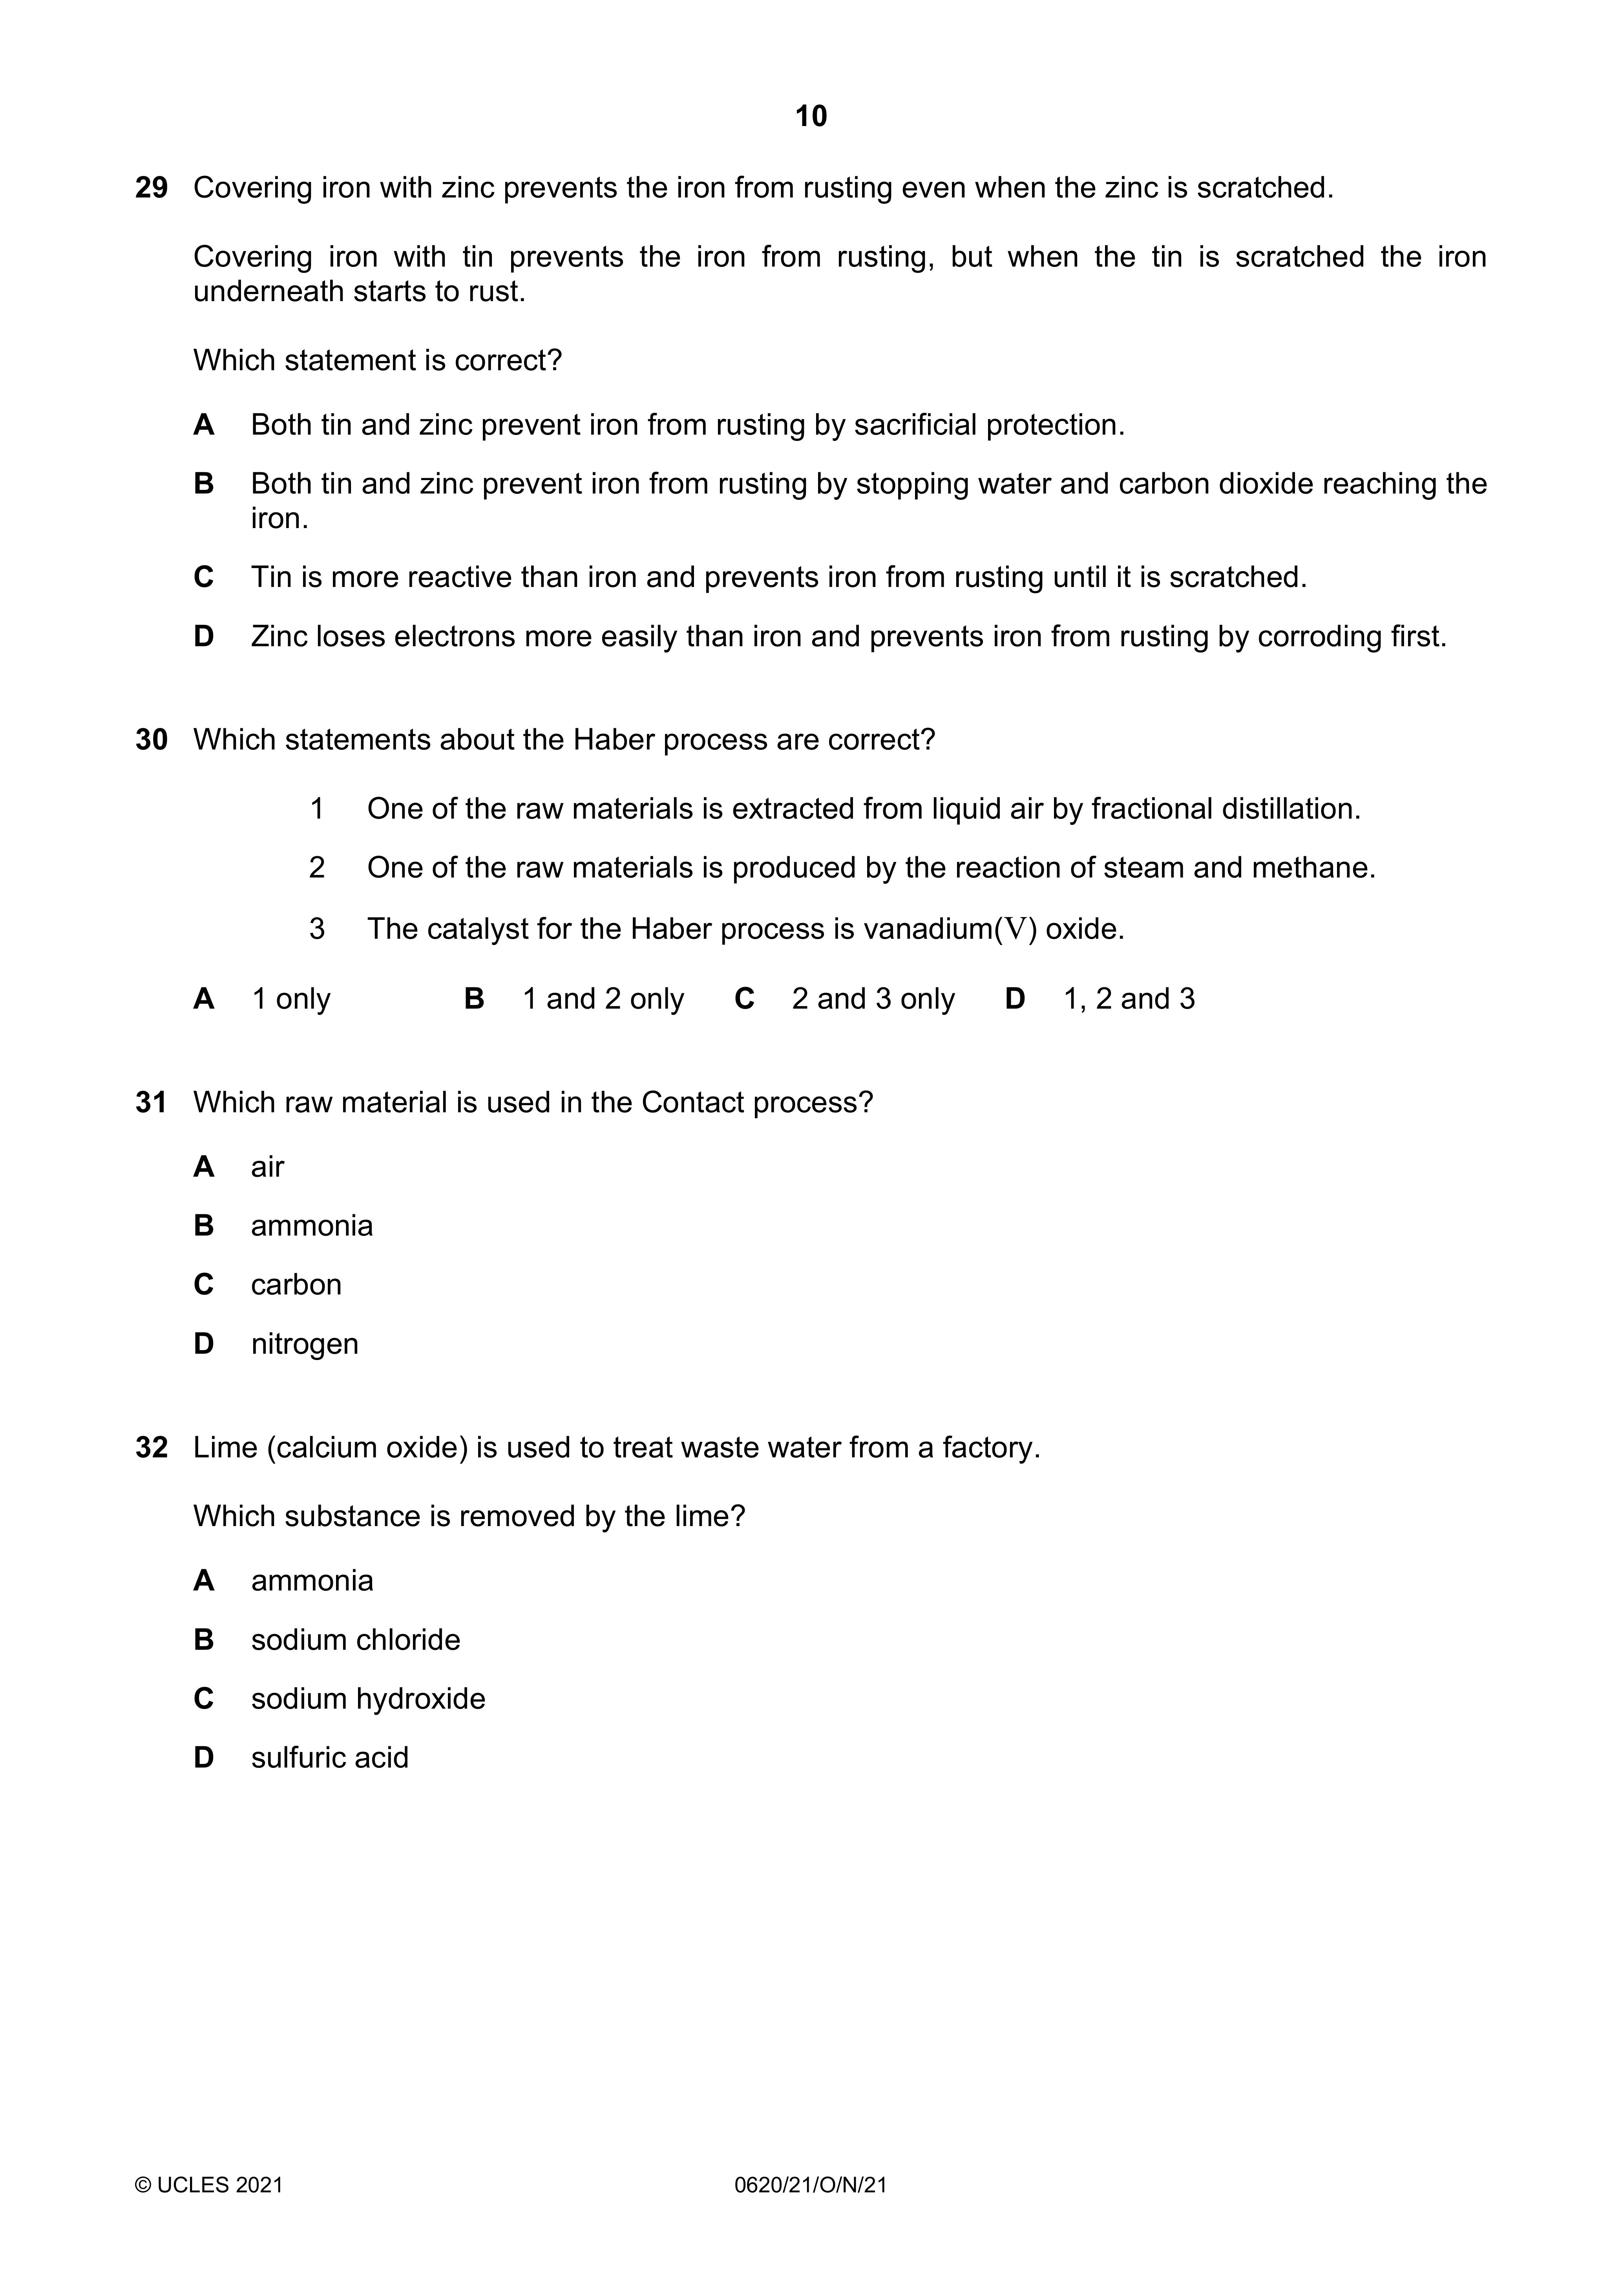 10
29 Covering iron with zinc prevents the iron from rusting even when the zinc is scratched.
Covering iron with tin prevents the iron from rusting, but when the tin is scratched the iron
underneath starts to rust.
Which statement is correct?
A Both tin and zinc prevent iron from rusting by sacrificial protection.
B Both tin and zinc prevent iron from rusting by stopping water and carbon dioxide reaching the
iron.
C Tin is more reactive than iron and prevents iron from rusting until it is scratched.
D Zinc loses electrons more easily than iron and prevents iron from rusting by corroding first.
30 Which statements about the Haber process are correct?
1 One of the raw materials is extracted from liquid air by fractional distillation.
2 One of the raw materials is produced by the reaction of steam and methane.
3 The catalyst for the Haber process is vanadium(V) oxide.
A 1 only B 1 and 2 only C 2 and 3 only D 1, 2 and 3
31 Which raw material is used in the Contact process?
A air
B ammonia
C carbon
D nitrogen
32 Lime (calcium oxide) is used to treat waste water from a factory.
Which substance is removed by the lime?
A ammonia
B sodium chloride
C sodium hydroxide
D sulfuric acid
© UCLES 2021 0620/21/O/N/21